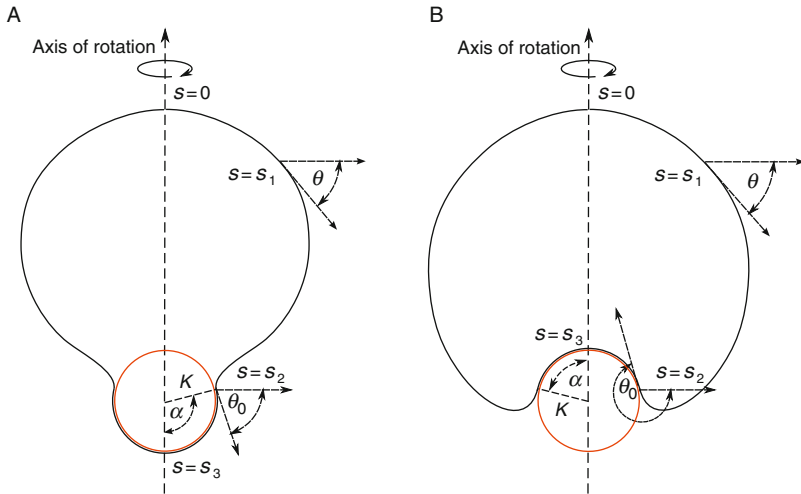 A
Axis of rotation
s=0
s=s₁
θ
K
s=s₂
α
θ₀
s=s₃
B
Axis of rotation
s=0
s=s₁
θ
s=s₃
α
s=s₂
θ₀
K